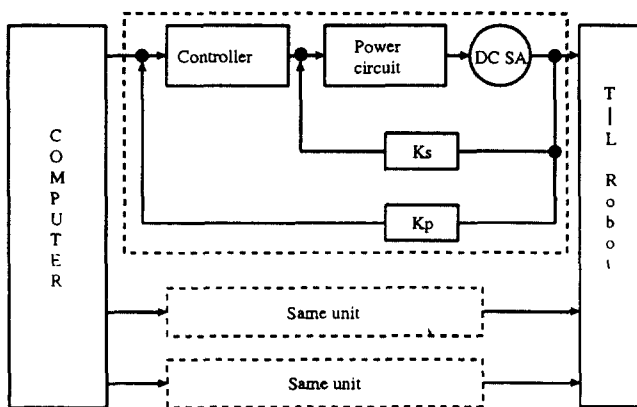 Controller
Power
circuit
DC SA
Ks
Kp
COMPUTER
T|L Robot
Same unit
Same unit